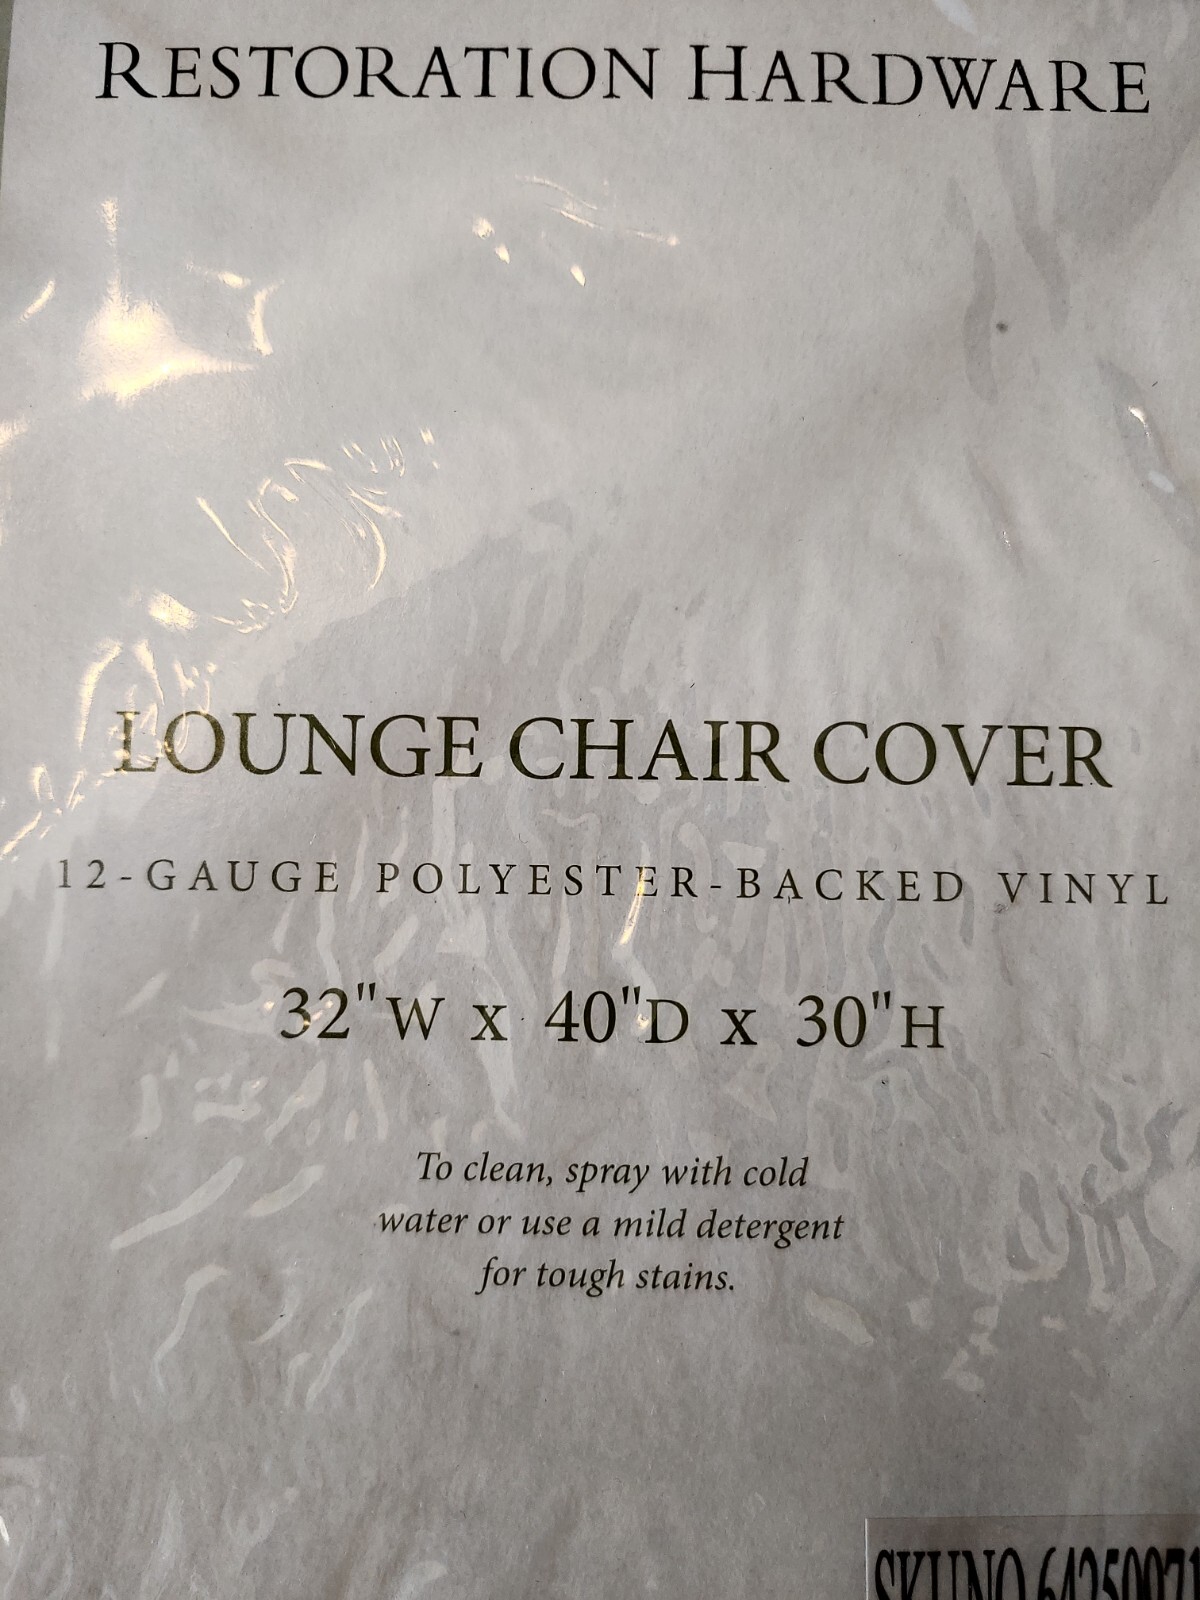 RESTORATION HARDWARE
LOUNGE CHAIR COVER
12-GAUGE POLYESTER-BACKED VINYL
32"W x 40"D x 30"H
To clean, spray with cold
water or use a mild detergent
for tough stains.
SKUNO